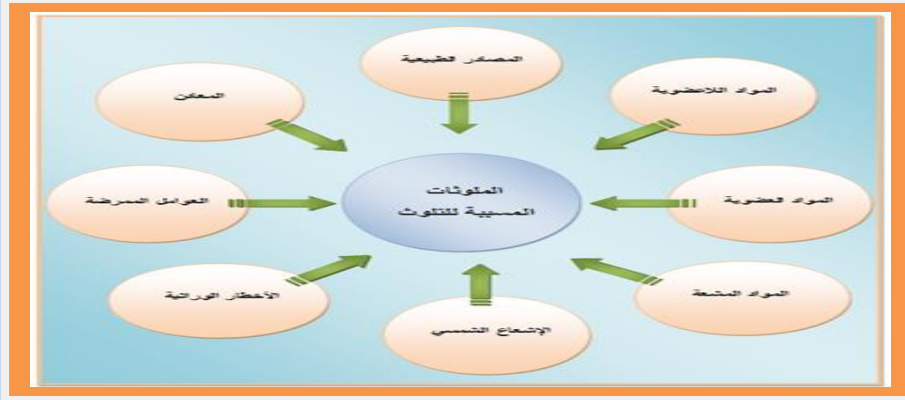 المصادر الطبيعية
المواد اللاعضوية
المعادن
الملوثات
المسببة للتلوث
المواد العضوية
العوامل الممرضة
المواد المشعة
الأخطار الوراثية
الإشعاع الشمسي